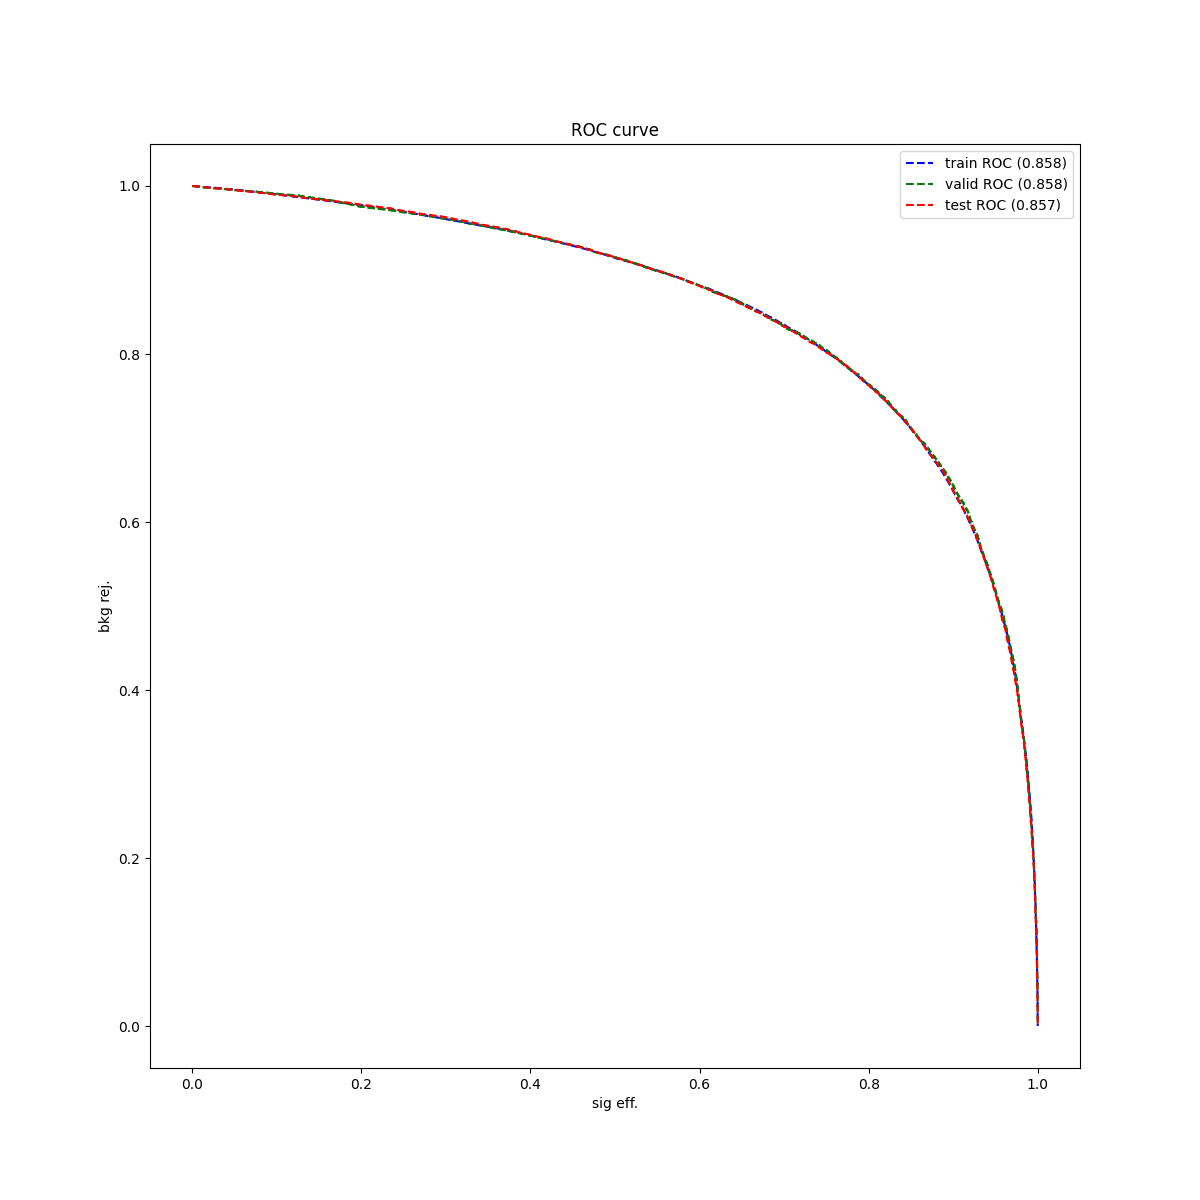 ROC curve
train ROC (0.858)
valid ROC (0.858)
test ROC (0.857)
1.0
0.8
0.6
0.4
0.2
0.0
bkg rej.
0.0 0.2 0.4 0.6 0.8 1.0
sig eff.